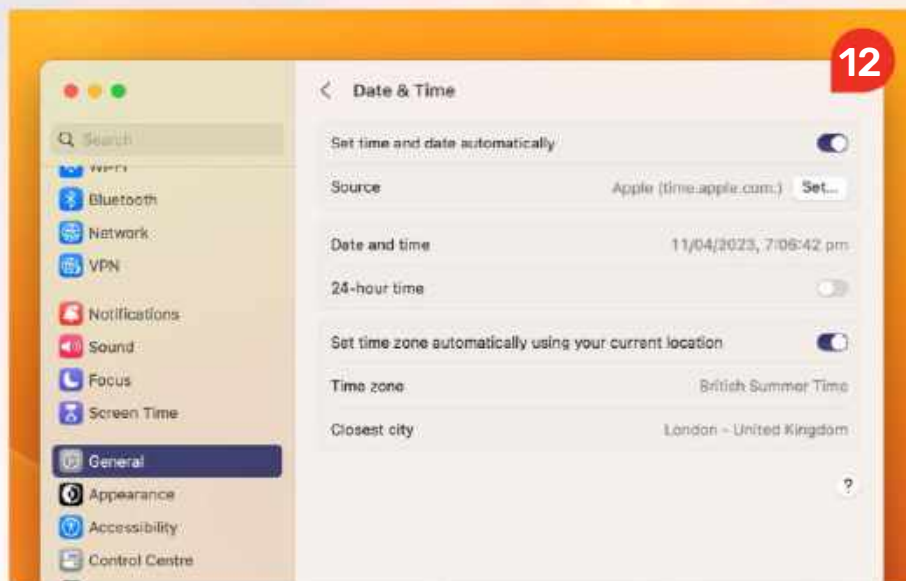 12
Date & Time
Search
Set time and date automatically
Wi-Fi
Source Apple (time.apple.com.) Set...
Bluetooth
Network
Date and time 11/04/2023, 7:06:42 pm
VPN
24-hour time
Notifications
Sound
Set time zone automatically using your current location
Focus
Time zone British Summer Time
Screen Time
Closest city London - United Kingdom
General
?
Appearance
Accessibility
Control Centre